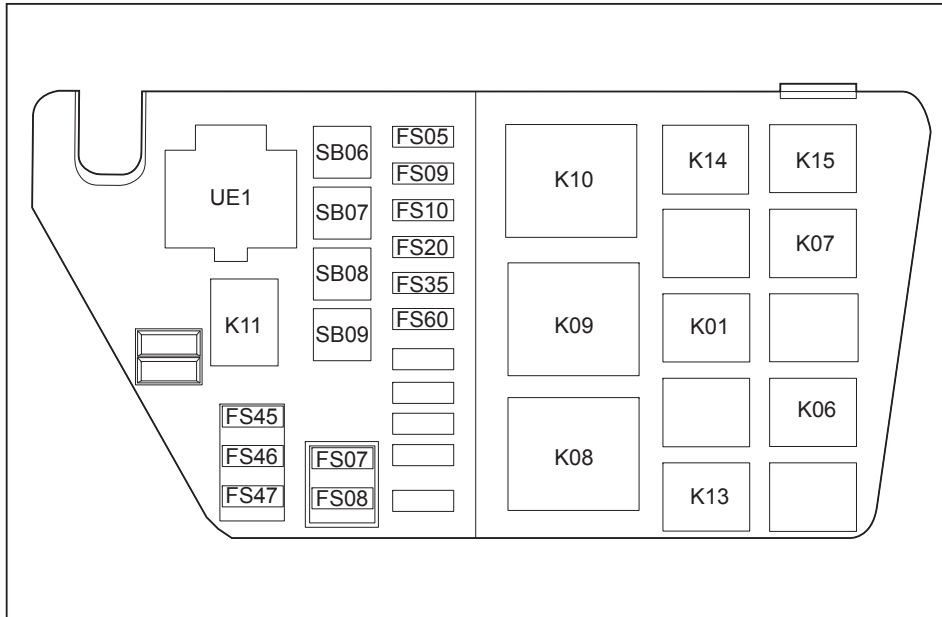 UE1
K11
FS45
FS46
FS47
SB06
SB07
SB08
SB09
FS07
FS08
FS05
FS09
FS10
FS20
FS35
FS60
K10
K09
K08
K14
K01
K13
K15
K07
K06